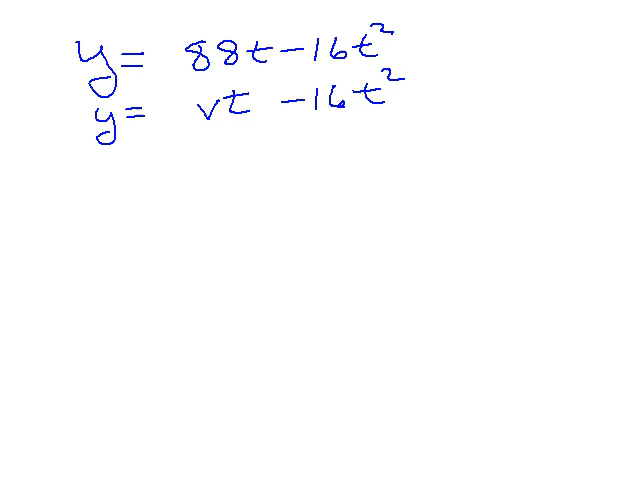 y = 88t - 16t²
y = vt - 16t²